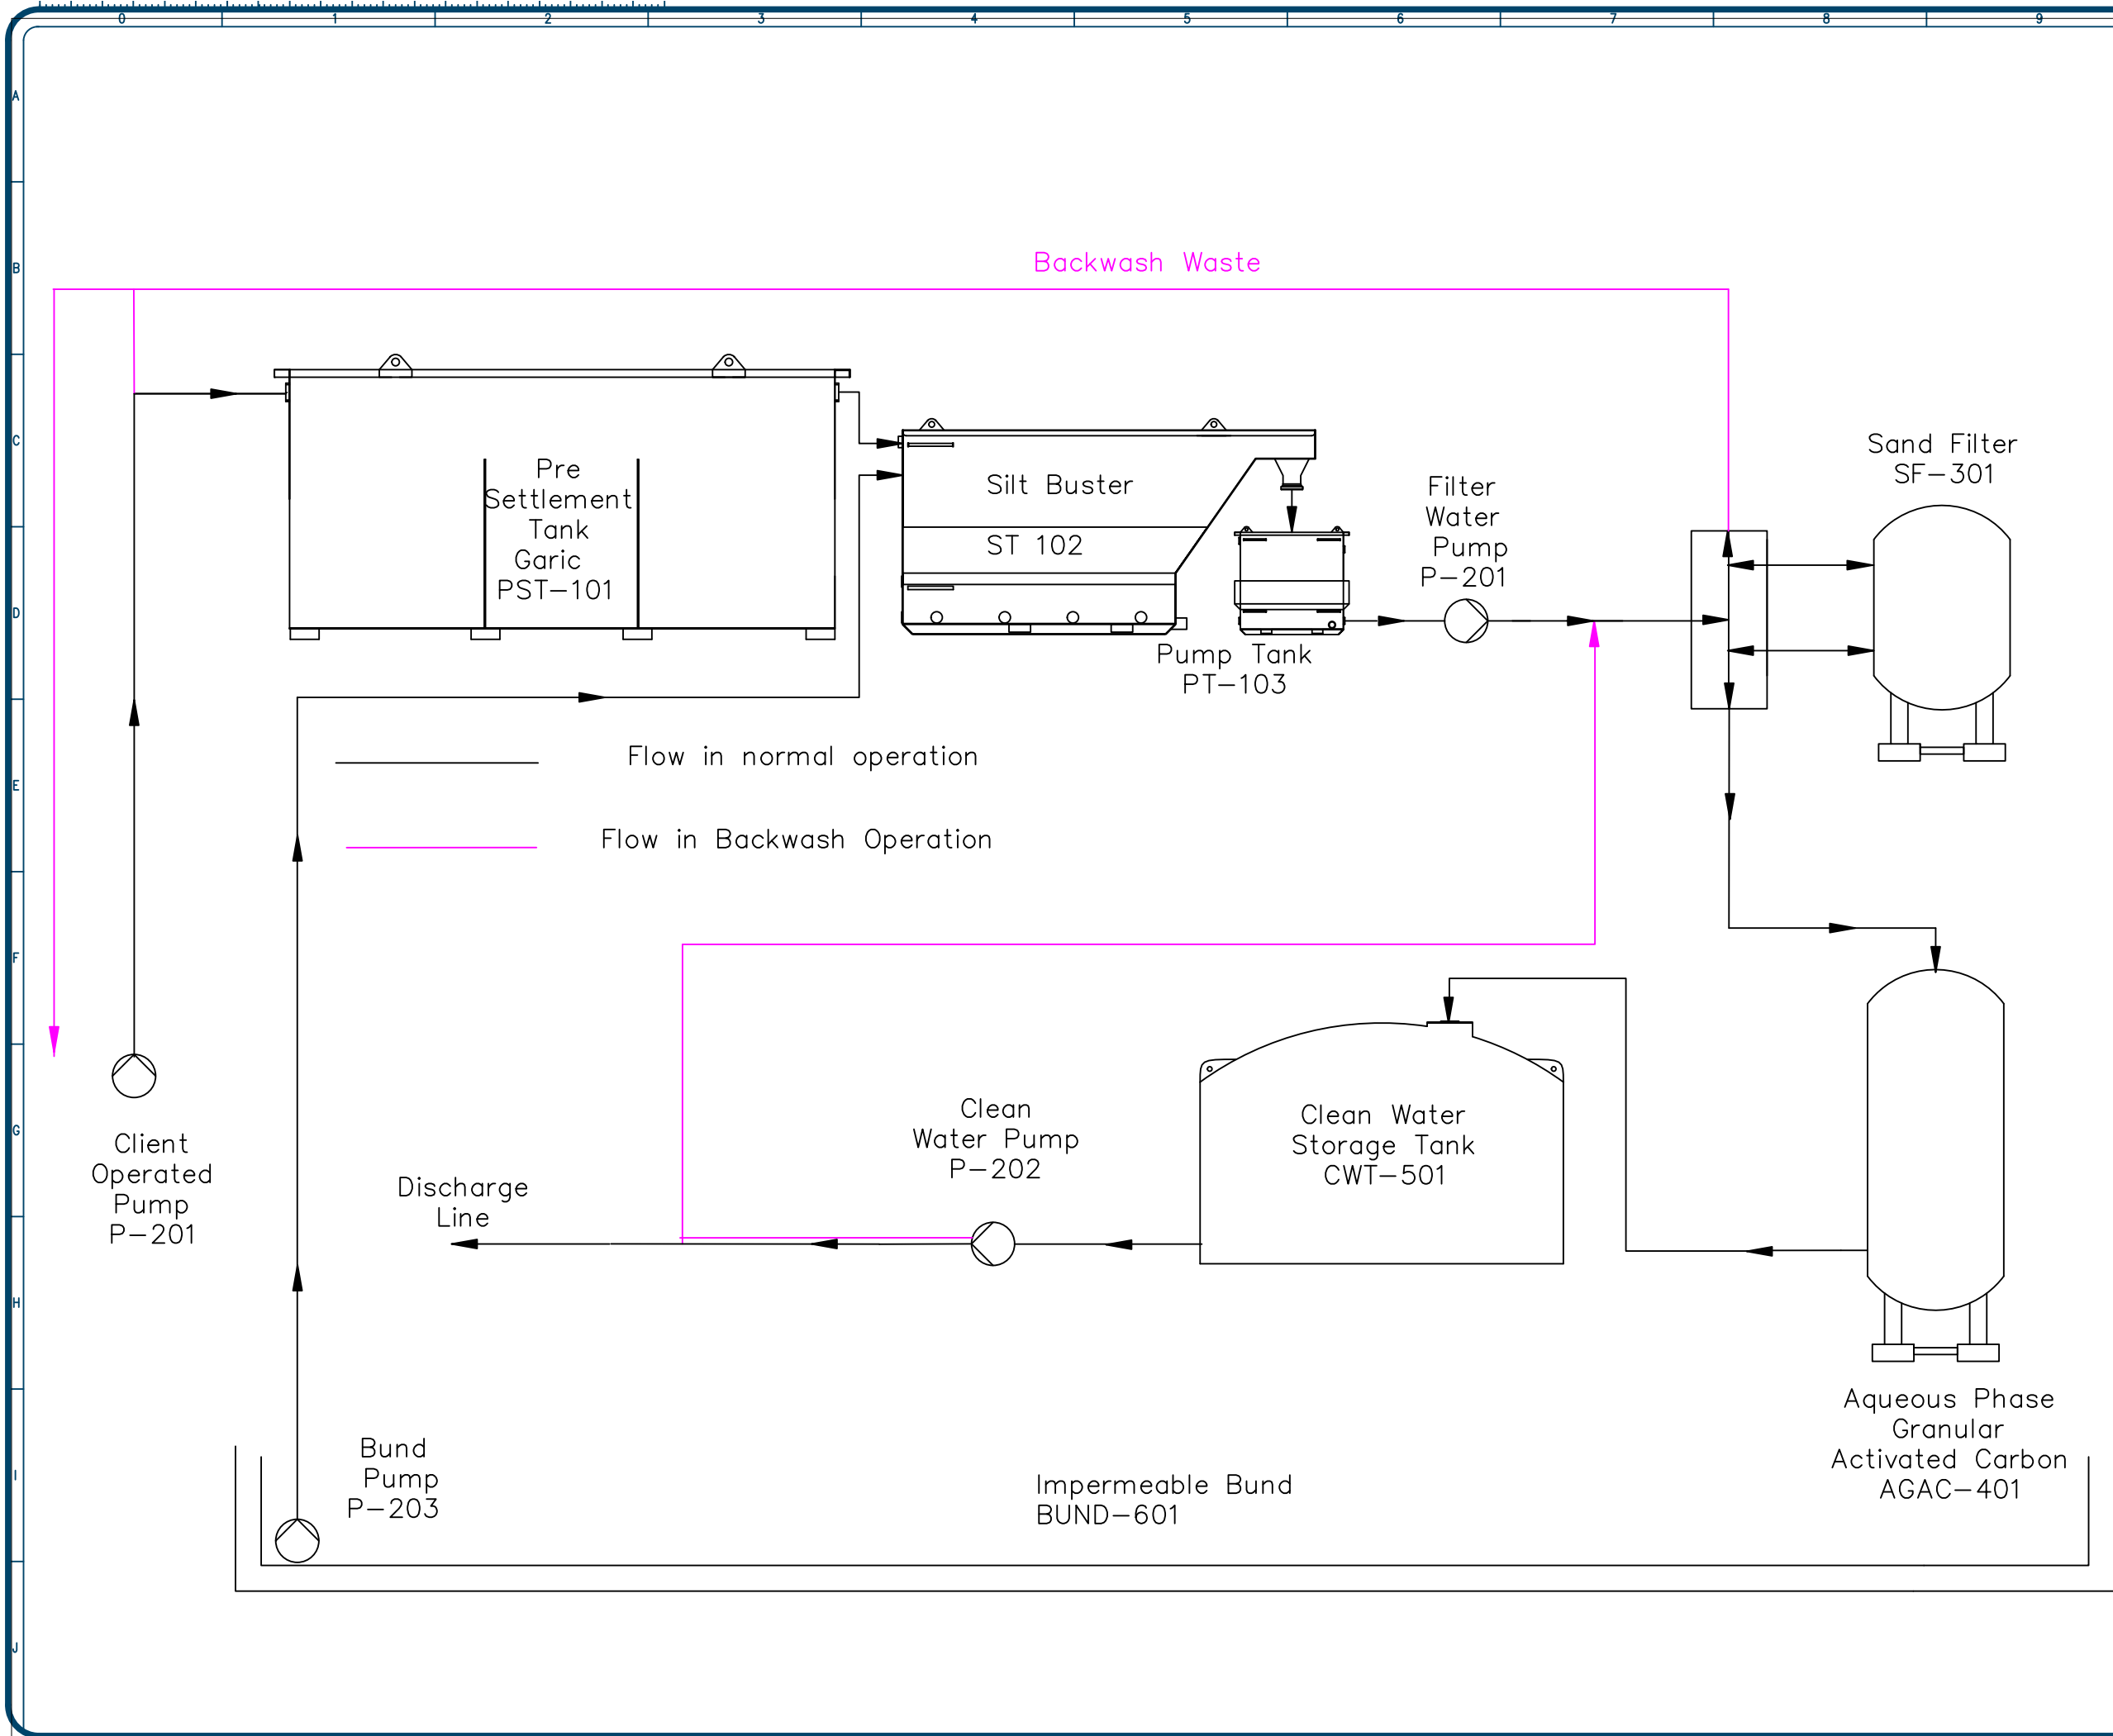 0 1 2 3 4 5 6 7 8 9
A
B
C
D
E
F
G
H
I
J
Backwash Waste
Pre
Settlement
Tank
Garic
PST-101
Silt Buster
ST 102
Pump Tank
PT-103
Filter
Water
Pump
P-201
Sand Filter
SF-301
Flow in normal operation
Flow in Backwash Operation
Client
Operated
Pump
P-201
Discharge
Line
Clean
Water Pump
P-202
Clean Water
Storage Tank
CWT-501
Aqueous Phase
Granular
Activated Carbon
AGAC-401
Bund
Pump
P-203
Impermeable Bund
BUND-601